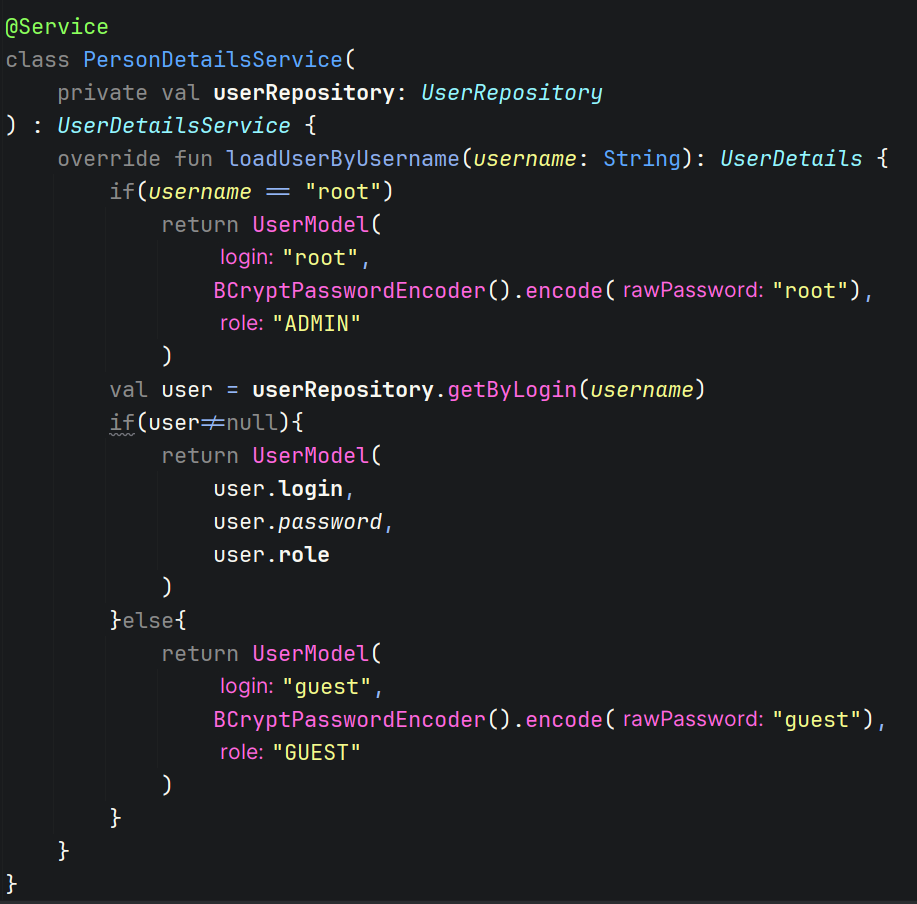 @Service
class PersonDetailsService(
    private val userRepository: UserRepository
) : UserDetailsService {
    override fun loadUserByUsername(username: String): UserDetails {
        if(username == "root")
            return UserModel(
                login: "root",
                BCryptPasswordEncoder().encode( rawPassword: "root"),
                role: "ADMIN"
            )
        val user = userRepository.getByLogin(username)
        if(user≠null){
            return UserModel(
                user.login,
                user.password,
                user.role
            )
        }else{
            return UserModel(
                login: "guest",
                BCryptPasswordEncoder().encode( rawPassword: "guest"),
                role: "GUEST"
            )
        }
    }
}